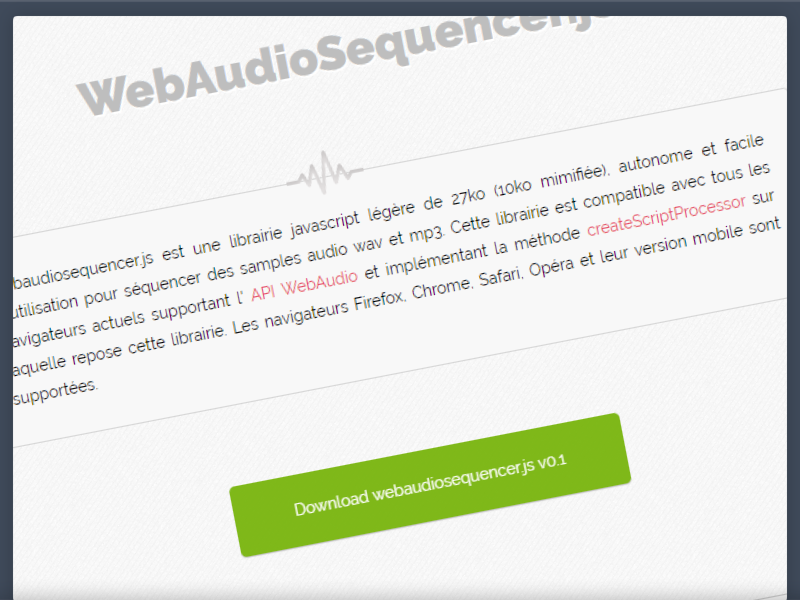 WebAudioSequencer.js
baudiosequencer.js est une librairie javascript légère de 27ko (10ko mimifiée), autonome et facile
utilisation pour séquencer des samples audio wav et mp3. Cette librairie est compatible avec tous les
avigateurs actuels supportant l' API WebAudio et implémentant la méthode createScriptProcessor sur
aquelle repose cette librairie. Les navigateurs Firefox, Chrome, Safari, Opéra et leur version mobile sont
supportées.
Download webaudiosequencer.js v0.1